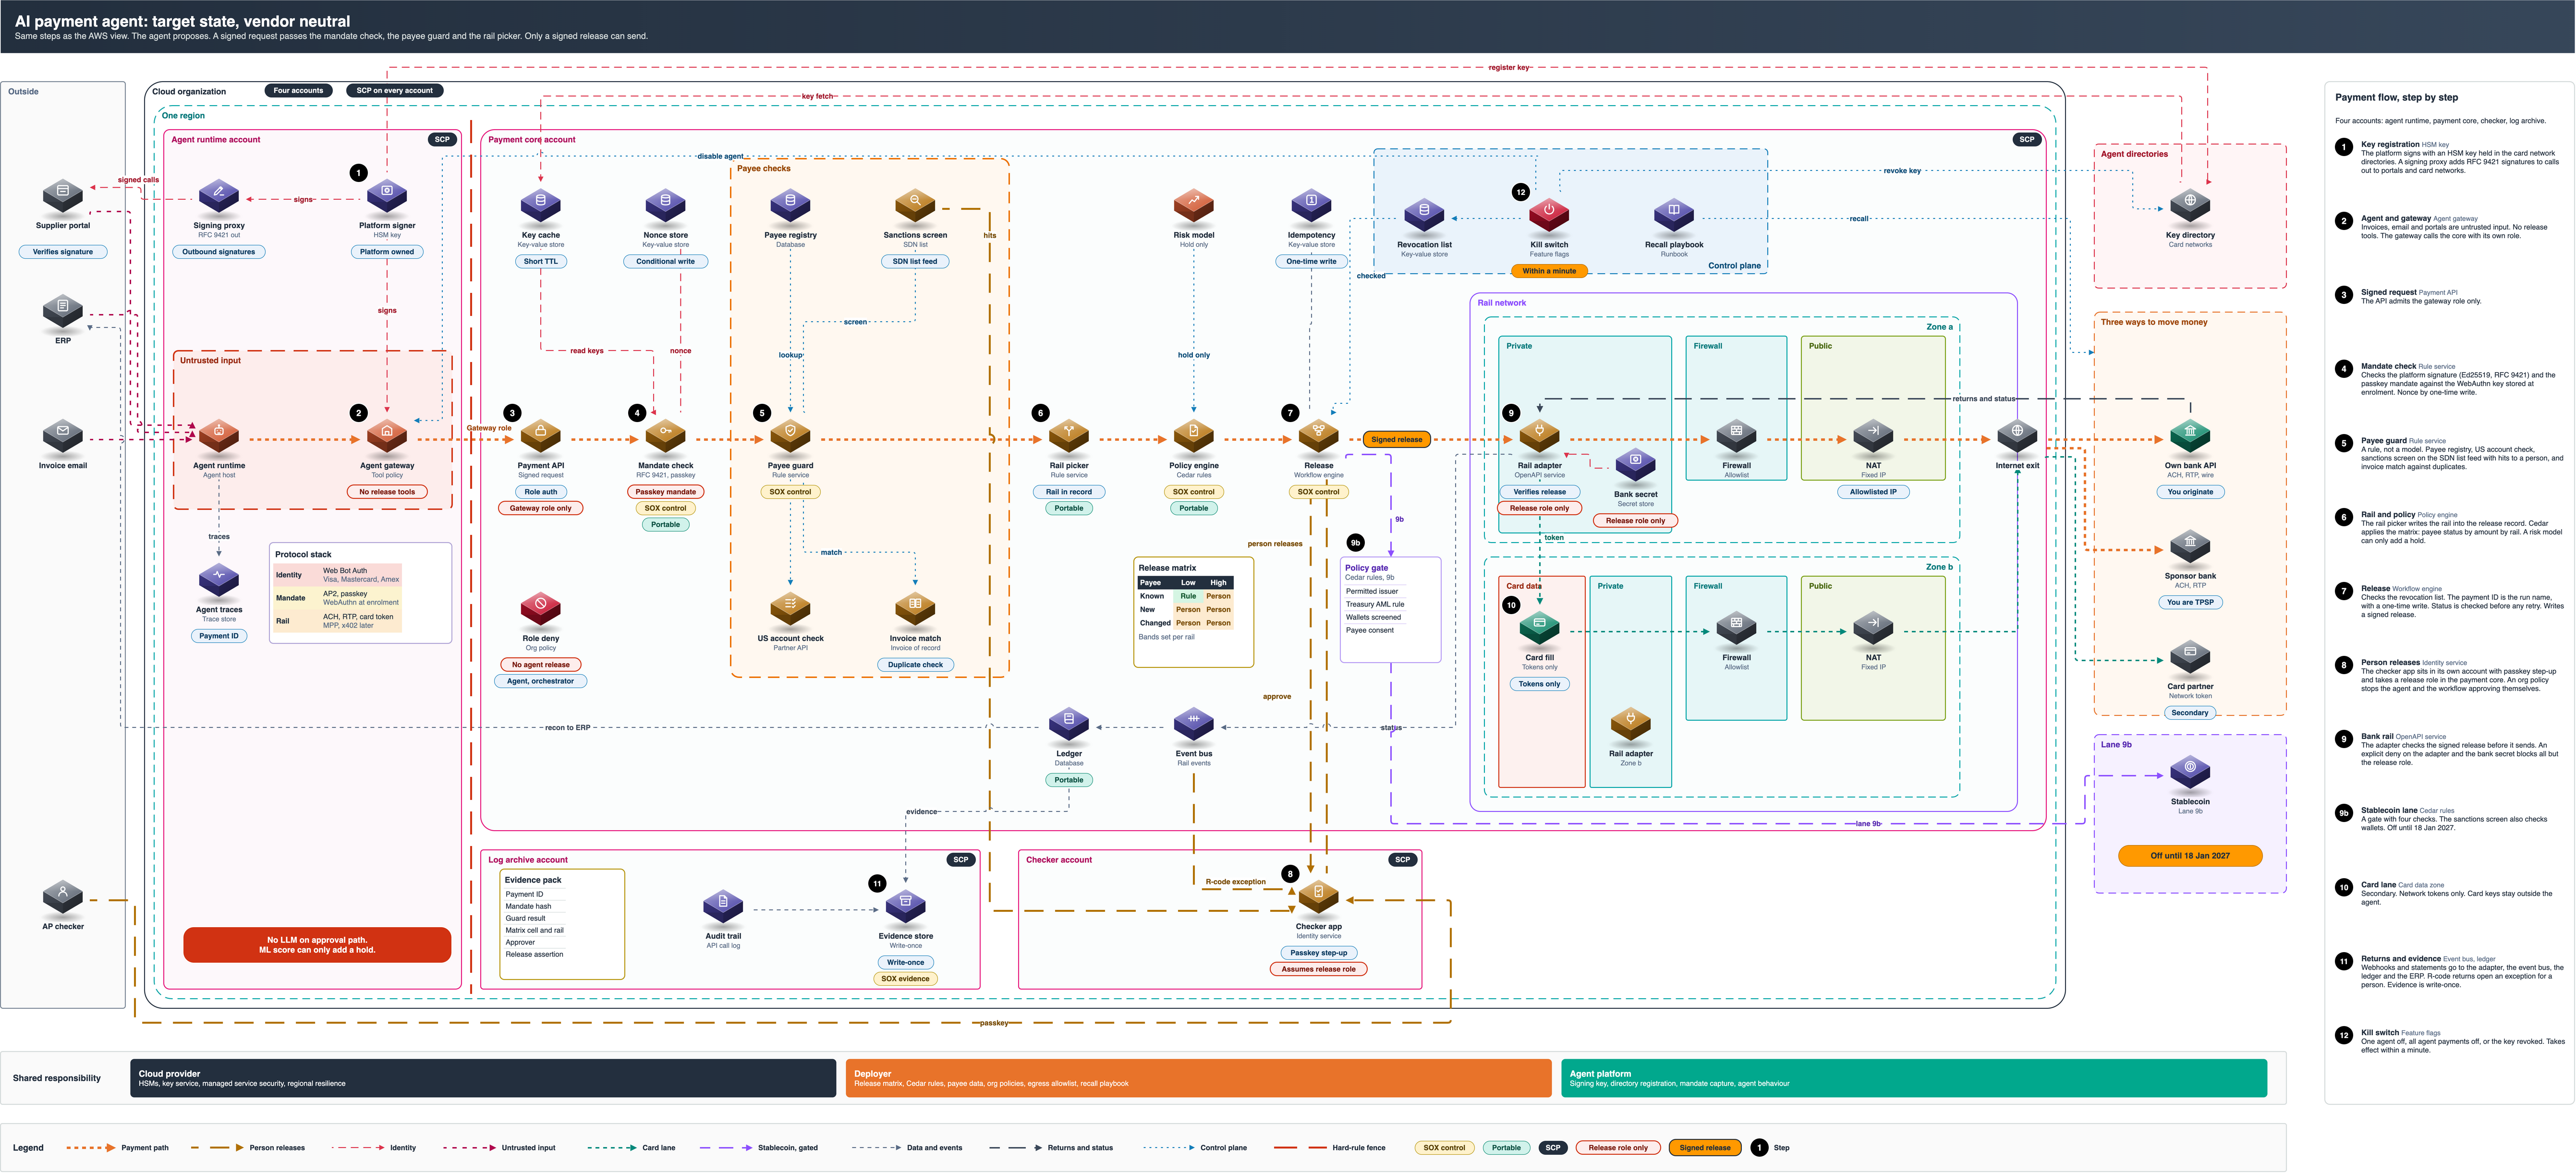 AI payment agent: target state, vendor neutral
Same steps as the AWS view. The agent proposes. A signed request passes the mandate check, the payee guard and the rail picker. Only a signed release can send.
register key
Outside
Cloud organization
Four accounts
SCP on every account
key fetch
One region
Agent runtime account
SCP
Payment core account
SCP
disable agent
signed calls
Supplier portal
Verifies signature
ERP
Invoice email
AP checker
Signing proxy
RFC 9421 out
Outbound signatures
signs
1
Platform signer
HSM key
Platform owned
signs
Untrusted input
2
Agent runtime
Agent host
Agent gateway
Tool policy
No release tools
traces
Agent traces
Trace store
Payment ID
Protocol stack
Identity
Web Bot Auth
Visa, Mastercard, Amex
Mandate
AP2, passkey
WebAuthn at enrolment
Rail
ACH, RTP, card token
MPP, x402 later
No LLM on approval path.
ML score can only add a hold.
Gateway role
Key cache
Key-value store
Short TTL
Nonce store
Key-value store
Conditional write
read keys
nonce
3
Payment API
Signed request
Role auth
Gateway role only
4
Mandate check
RFC 9421, passkey
Passkey mandate
SOX control
Portable
Role deny
Org policy
No agent release
Agent, orchestrator
Payee checks
Payee registry
Database
Sanctions screen
SDN list
SDN list feed
hits
screen
lookup
5
Payee guard
Rule service
SOX control
match
US account check
Partner API
Invoice match
Invoice of record
Duplicate check
6
Rail picker
Rule service
Rail in record
Portable
Risk model
Hold only
hold only
Policy engine
Cedar rules
SOX control
Portable
Idempotency
Key-value store
One-time write
checked
7
Release
Workflow engine
SOX control
Signed release
person releases
approve
9b
Release matrix
Payee Low High
Known Rule Person
New Person Person
Changed Person Person
Bands set per rail
9b
Policy gate
Cedar rules, 9b
Permitted issuer
Treasury AML rule
Wallets screened
Payee consent
Revocation list
Key-value store
12
Kill switch
Feature flags
Within a minute
Recall playbook
Runbook
Control plane
revoke key
recall
Rail network
Zone a
Private
Firewall
Public
returns and status
9
Rail adapter
OpenAPI service
Verifies release
Release role only
Bank secret
Secret store
Release role only
Firewall
Allowlist
NAT
Fixed IP
Allowlisted IP
Internet exit
token
Zone b
Card data
Private
Firewall
Public
10
Card fill
Tokens only
Tokens only
Firewall
Allowlist
NAT
Fixed IP
Rail adapter
Zone b
recon to ERP
Ledger
Database
Portable
Event bus
Rail events
status
evidence
lane 9b
Log archive account
SCP
Evidence pack
Payment ID
Mandate hash
Guard result
Matrix cell and rail
Approver
Release assertion
Audit trail
API call log
11
Evidence store
Write-once
Write-once
SOX evidence
Checker account
SCP
R-code exception
8
Checker app
Identity service
Passkey step-up
Assumes release role
passkey
Agent directories
Key directory
Card networks
Three ways to move money
Own bank API
ACH, RTP, wire
You originate
Sponsor bank
ACH, RTP
You are TPSP
Card partner
Network token
Secondary
Lane 9b
Stablecoin
Lane 9b
Off until 18 Jan 2027
Payment flow, step by step
Four accounts: agent runtime, payment core, checker, log archive.
1
Key registration HSM key
The platform signs with an HSM key held in the card network
directories. A signing proxy adds RFC 9421 signatures to calls
out to portals and card networks.
2
Agent and gateway Agent gateway
Invoices, email and portals are untrusted input. No release
tools. The gateway calls the core with its own role.
3
Signed request Payment API
The API admits the gateway role only.
4
Mandate check Rule service
Checks the platform signature (Ed25519, RFC 9421) and the
passkey mandate against the WebAuthn key stored at
enrolment. Nonce by one-time write.
5
Payee guard Rule service
A rule, not a model. Payee registry, US account check,
sanctions screen on the SDN list feed with hits to a person, and
invoice match against duplicates.
6
Rail and policy Policy engine
The rail picker writes the rail into the release record. Cedar
applies the matrix: payee status by amount by rail. A risk model
can only add a hold.
7
Release Workflow engine
Checks the revocation list. The payment ID is the run name,
with a one-time write. Status is checked before any retry. Writes
a signed release.
8
Person releases Identity service
The checker app sits in its own account with passkey step-up
and takes a release role in the payment core. An org policy
stops the agent and the workflow approving themselves.
9
Bank rail OpenAPI service
The adapter checks the signed release before it sends. An
explicit deny on the adapter and the bank secret blocks all but
the release role.
9b
Stablecoin lane Cedar rules
A gate with four checks. The sanctions screen also checks
wallets. Off until 18 Jan 2027.
10
Card lane Card data zone
Secondary. Network tokens only. Card keys stay outside the
agent.
11
Returns and evidence Event bus, ledger
Webhooks and statements go to the adapter, the event bus, the
ledger and the ERP. R-code returns open an exception for a
person. Evidence is write-once.
12
Kill switch Feature flags
One agent off, all agent payments off, or the key revoked. Takes
effect within a minute.
Shared responsibility
Cloud provider
HSMs, key service, managed service security, regional resilience
Deployer
Release matrix, Cedar rules, payee data, org policies, egress allowlist, recall playbook
Agent platform
Signing key, directory registration, mandate capture, agent behaviour
Legend
Payment path
Person releases
Identity
Untrusted input
Card lane
Stablecoin, gated
Data and events
Returns and status
Control plane
Hard-rule fence
SOX control
Portable
SCP
Release role only
Signed release
1
Step